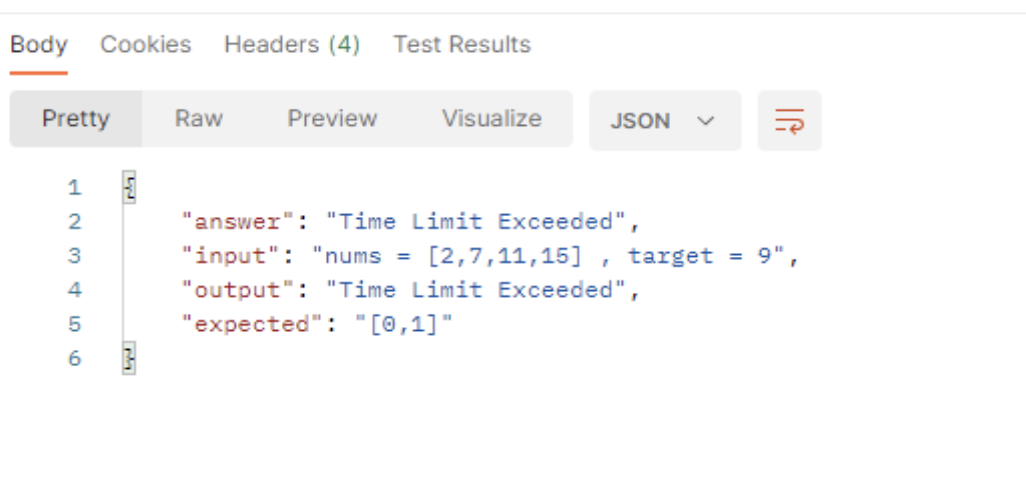 Body Cookies Headers (4) Test Results
Pretty Raw Preview Visualize JSON
1 {
2 "answer": "Time Limit Exceeded",
3 "input": "nums = [2,7,11,15] , target = 9",
4 "output": "Time Limit Exceeded",
5 "expected": "[0,1]"
6 }